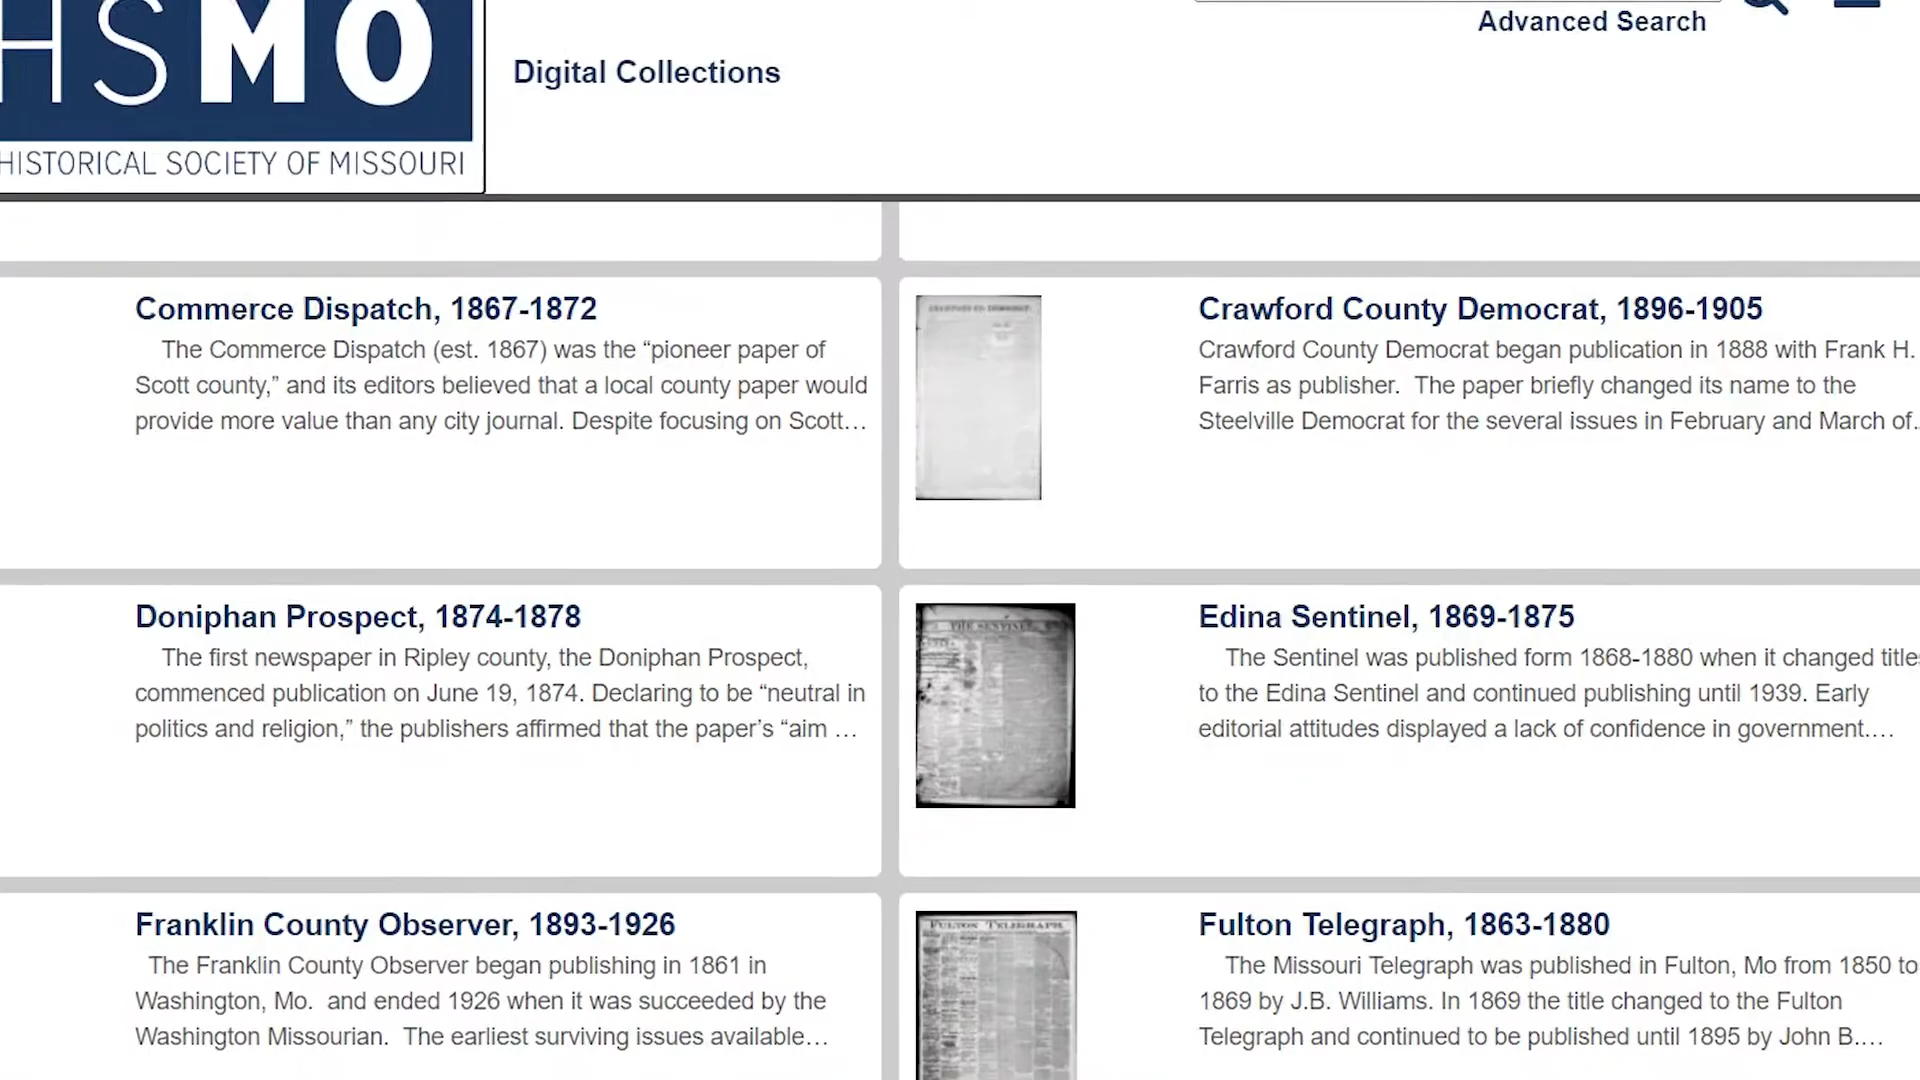 HSMO
HISTORICAL SOCIETY OF MISSOURI
Digital Collections
Advanced Search
Commerce Dispatch, 1867-1872
The Commerce Dispatch (est. 1867) was the “pioneer paper of
Scott county,” and its editors believed that a local county paper would
provide more value than any city journal. Despite focusing on Scott…
Crawford County Democrat, 1896-1905
Crawford County Democrat began publication in 1888 with Frank H.
Farris as publisher.  The paper briefly changed its name to the
Steelville Democrat for the several issues in February and March of..
Doniphan Prospect, 1874-1878
The first newspaper in Ripley county, the Doniphan Prospect,
commenced publication on June 19, 1874. Declaring to be “neutral in
politics and religion,” the publishers affirmed that the paper’s “aim …
THE SENTINEL
Edina Sentinel, 1869-1875
The Sentinel was published form 1868-1880 when it changed titles
to the Edina Sentinel and continued publishing until 1939. Early
editorial attitudes displayed a lack of confidence in government.…
Franklin County Observer, 1893-1926
The Franklin County Observer began publishing in 1861 in
Washington, Mo.  and ended 1926 when it was succeeded by the
Washington Missourian.  The earliest surviving issues available…
FULTON TELEGRAPH
Fulton Telegraph, 1863-1880
The Missouri Telegraph was published in Fulton, Mo from 1850 to
1869 by J.B. Williams. In 1869 the title changed to the Fulton
Telegraph and continued to be published until 1895 by John B.…